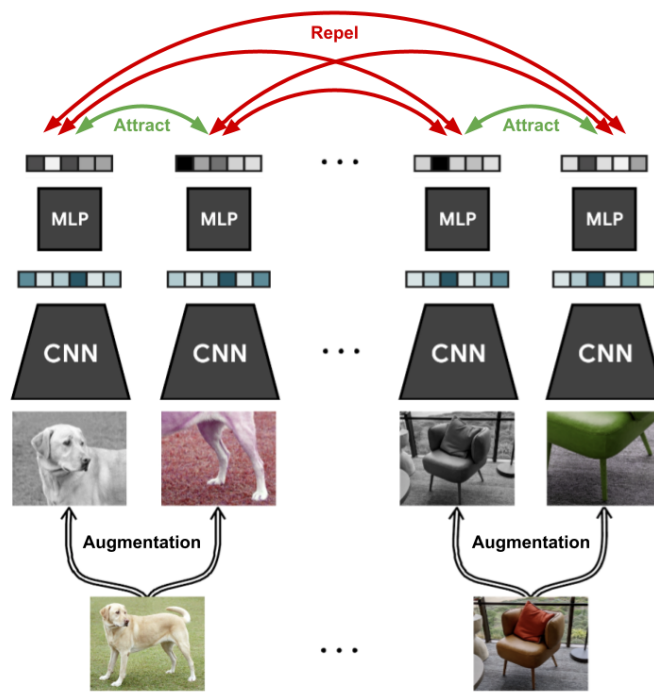 Repel
Attract
Attract
...
MLP
MLP
MLP
MLP
CNN
CNN
...
CNN
CNN
Augmentation
Augmentation
...